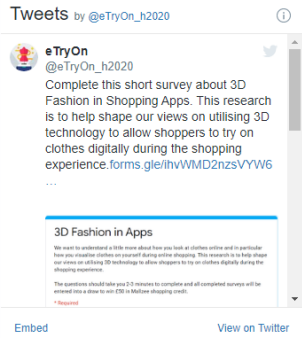 Tweets by @eTryOn_h2020
eTryOn
@eTryOn_h2020
Complete this short survey about 3D
Fashion in Shopping Apps. This research
is to help shape our views on utilising 3D
technology to allow shoppers to try on
clothes digitally during the shopping
experience.forms.gle/ihvWMD2nzsVYW6
…
3D Fashion in Apps
We want to understand a little more about how you look at clothes online and in particular
how you visualise clothes on yourself during online shopping. This research is to help shape
our views on utilising 3D technology to allow shoppers to try on clothes digitally during the
shopping experience.
The questions should take you 2-3 minutes to complete and all completed surveys will be
entered into a draw to win £50 in Mallzee shopping credit.
* Required
Embed
View on Twitter